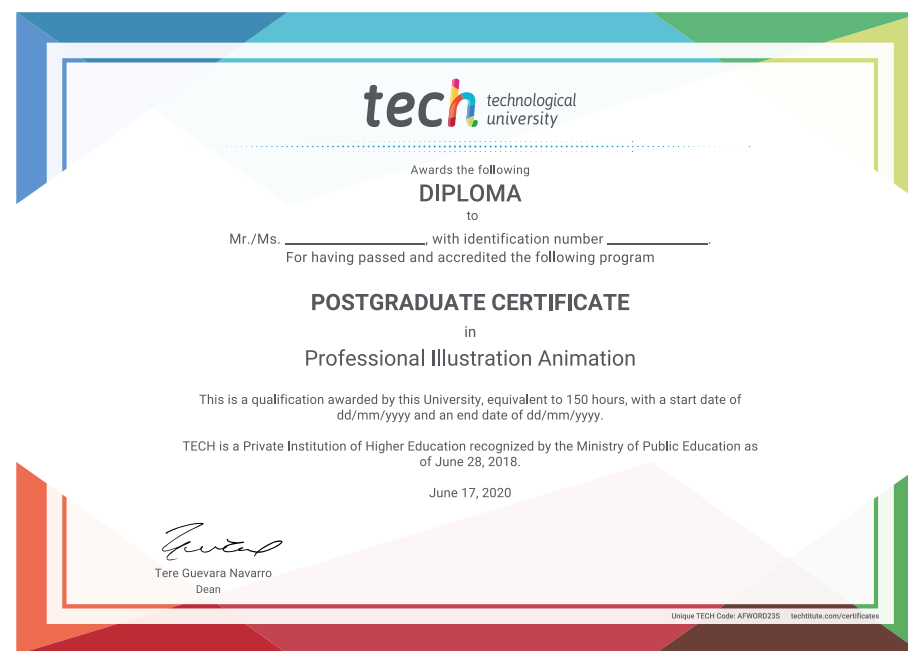 tech technological
university
Awards the following
DIPLOMA
to
Mr./Ms. ____________________, with identification number ______________.
For having passed and accredited the following program
POSTGRADUATE CERTIFICATE
in
Professional Illustration Animation
This is a qualification awarded by this University, equivalent to 150 hours, with a start date of
dd/mm/yyyy and an end date of dd/mm/yyyy.
TECH is a Private Institution of Higher Education recognized by the Ministry of Public Education as
of June 28, 2018.
June 17, 2020
Tere Guevara Navarro
Dean
Unique TECH Code: AFWORD23S techtitute.com/certificates